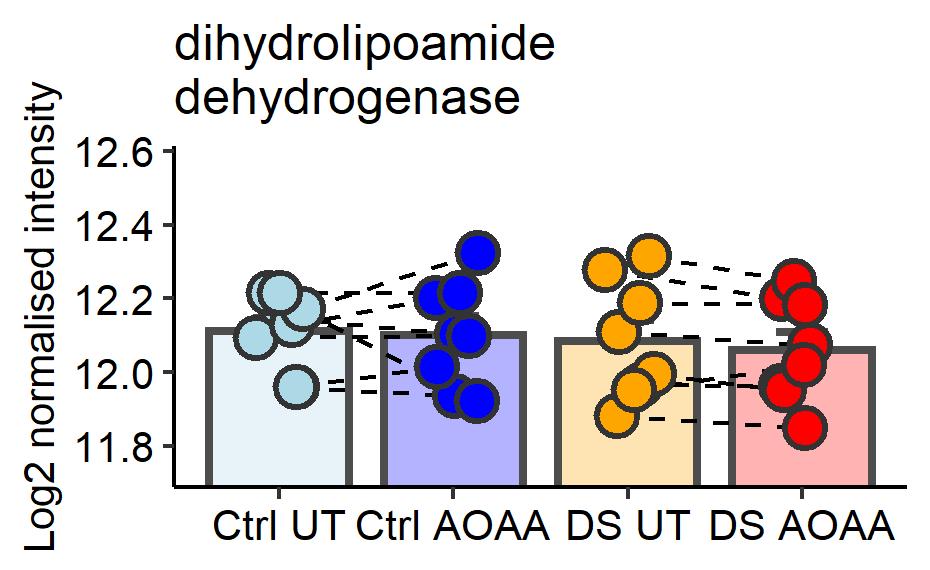 dihydrolipoamide
dehydrogenase
Log2 normalised intensity
12.6
12.4
12.2
12.0
11.8
Ctrl UT Ctrl AOAA DS UT DS AOAA